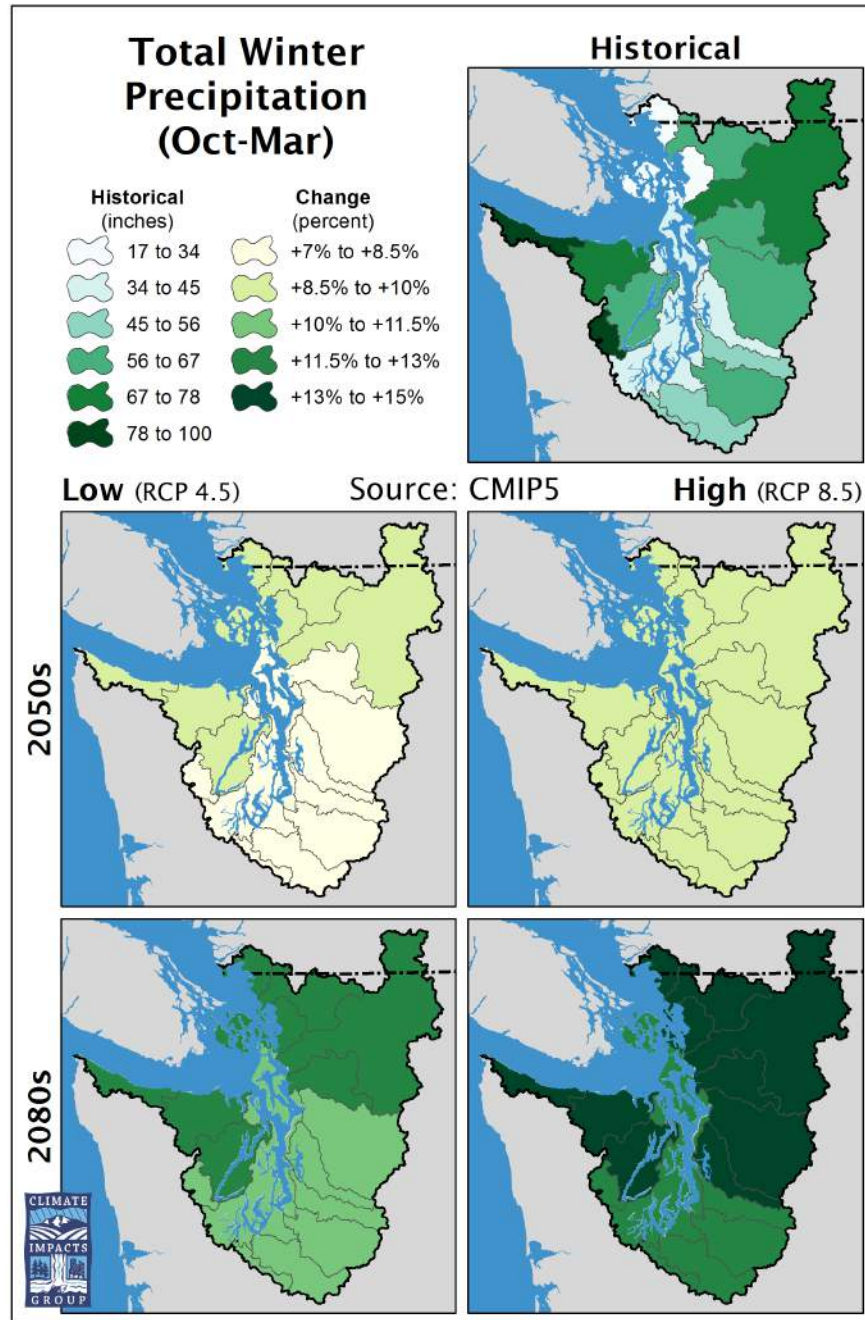 Total Winter
Precipitation
(Oct-Mar)
Historical
Historical
(inches)
17 to 34
34 to 45
45 to 56
56 to 67
67 to 78
78 to 100
Change
(percent)
+7% to +8.5%
+8.5% to +10%
+10% to +11.5%
+11.5% to +13%
+13% to +15%
Low (RCP 4.5)
Source: CMIP5
High (RCP 8.5)
2050s
2080s
CLIMATE
IMPACTS
GROUP